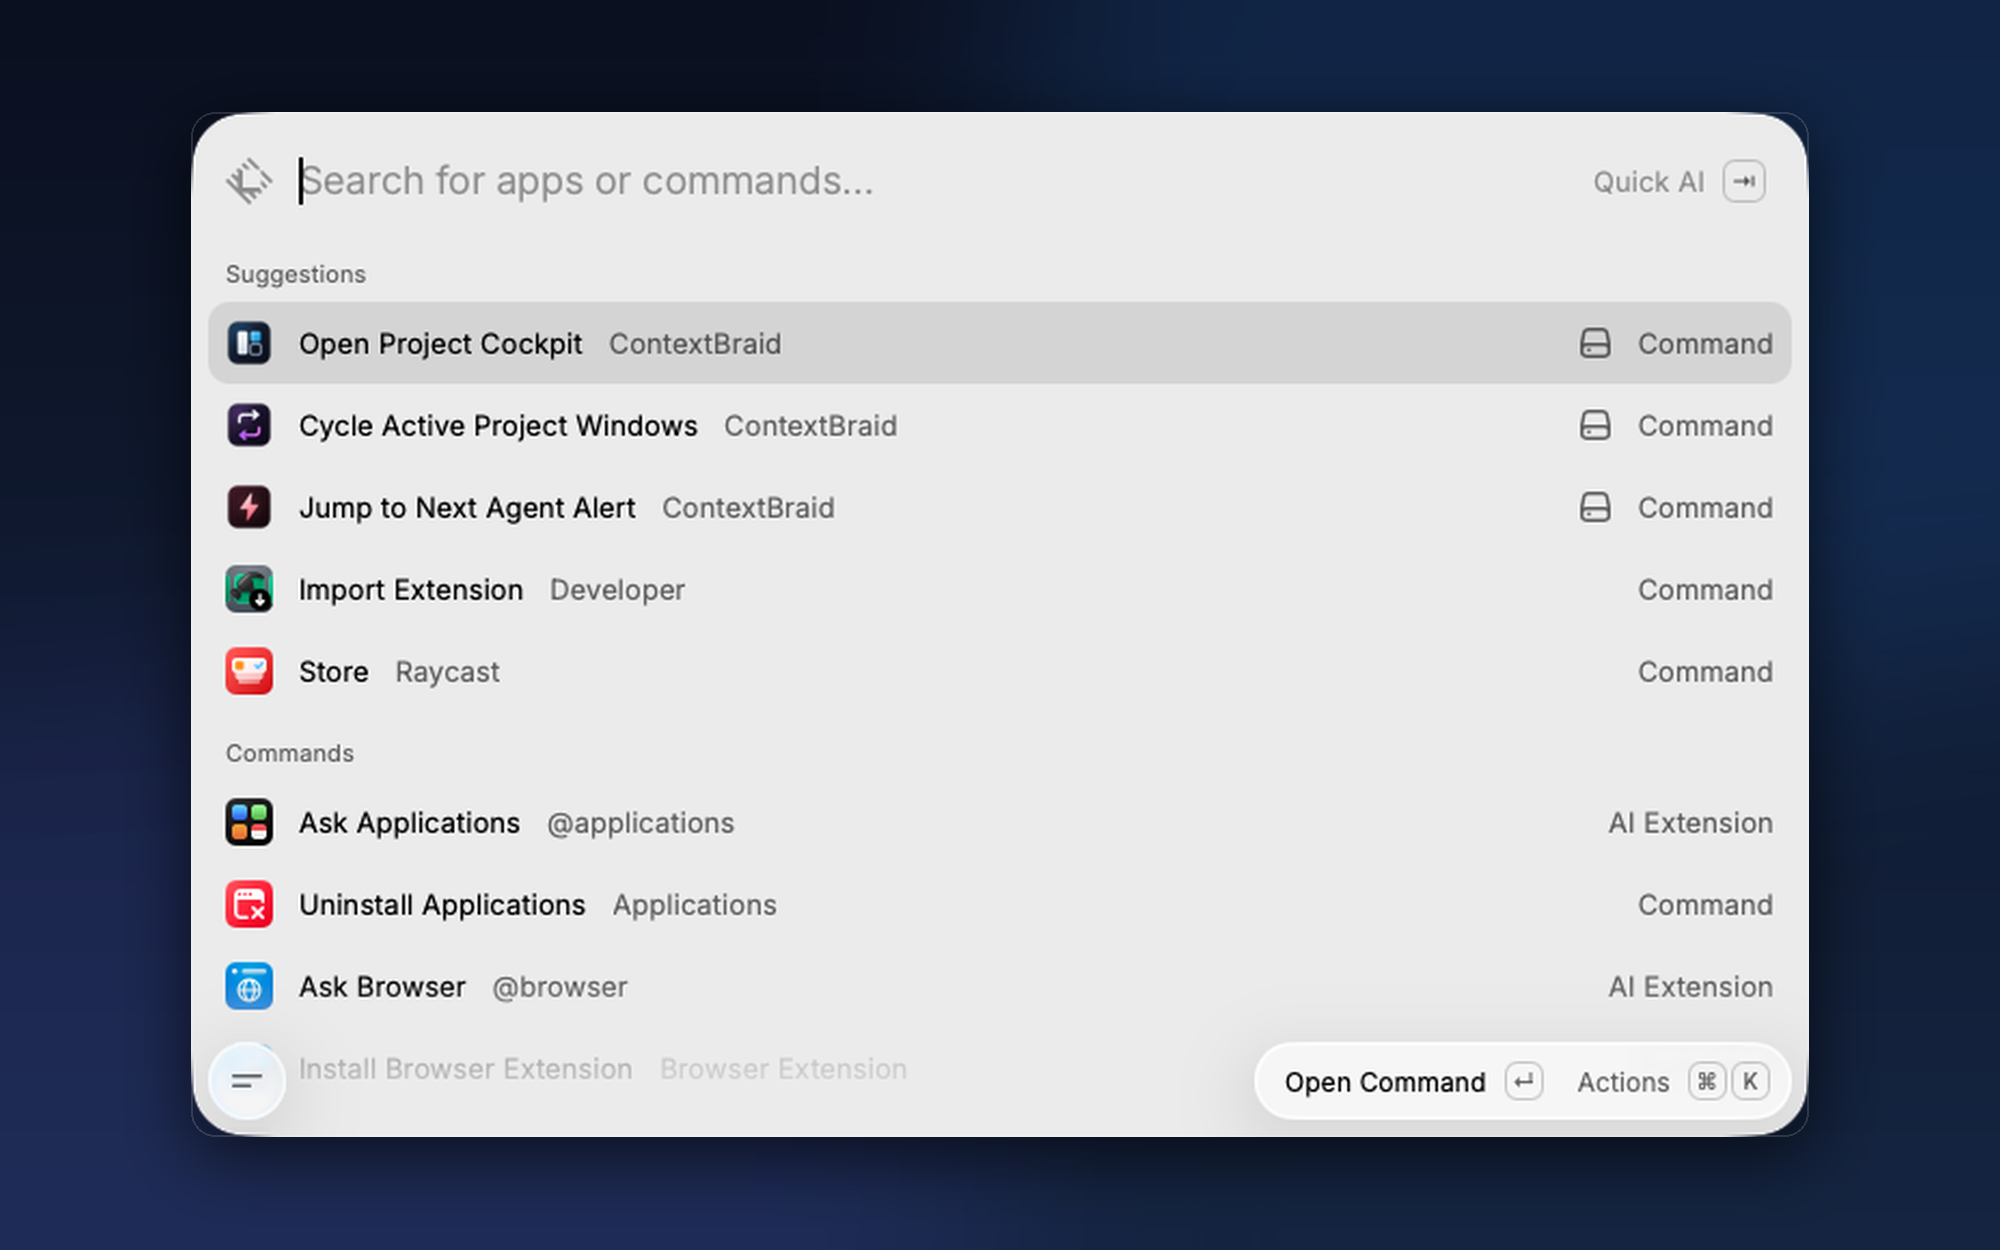 Search for apps or commands... Quick AI
Suggestions
Open Project Cockpit ContextBraid Command
Cycle Active Project Windows ContextBraid Command
Jump to Next Agent Alert ContextBraid Command
Import Extension Developer Command
Store Raycast Command
Commands
Ask Applications @applications AI Extension
Uninstall Applications Applications Command
Ask Browser @browser AI Extension
Install Browser Extension Browser Extension
Open Command ↵ Actions ⌘ K